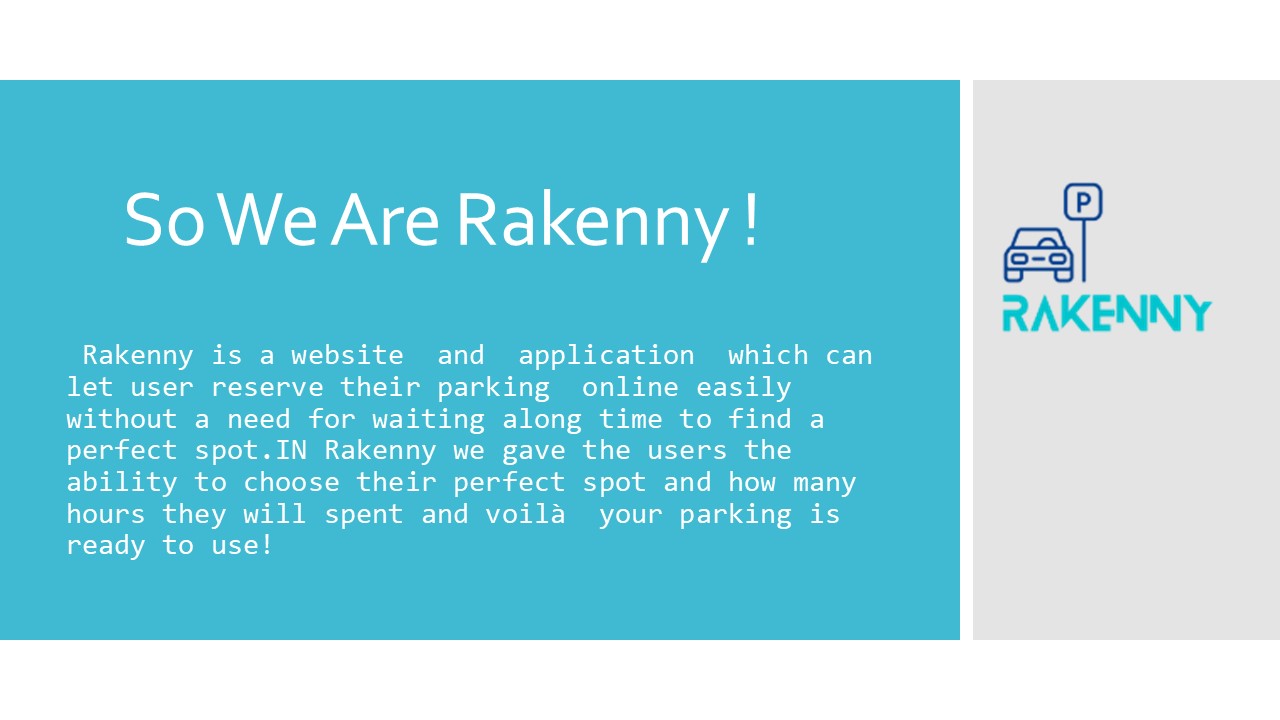 So We Are Rakenny !
Rakenny is a website  and  application  which can
let user reserve their parking  online easily
without a need for waiting along time to find a
perfect spot.IN Rakenny we gave the users the
ability to choose their perfect spot and how many
hours they will spent and voilà  your parking is
ready to use!
P
RAKENNY